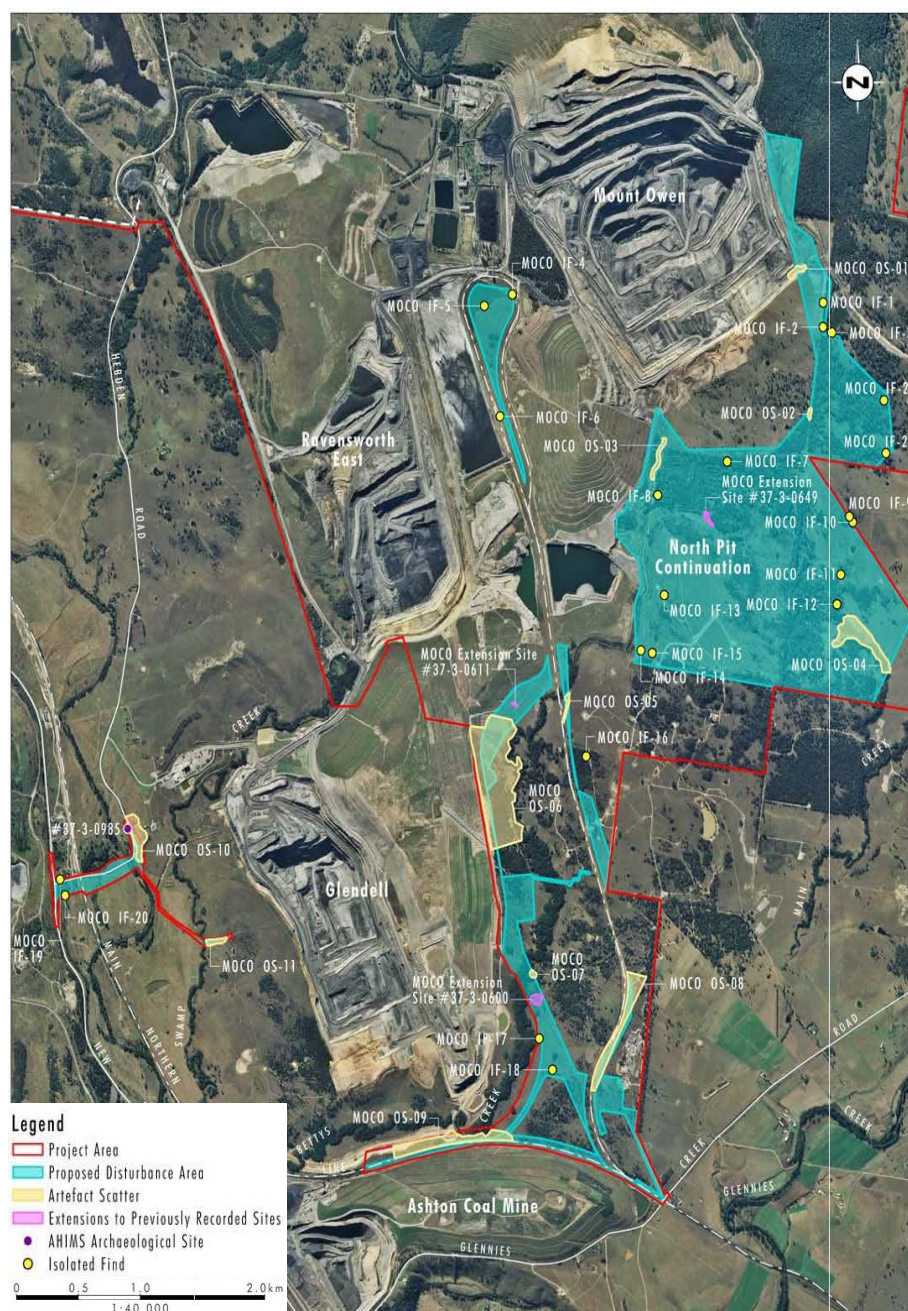 N
Mount Owen
MOCO IF-4
MOCO OS-01
MOCO IF-5
MOCO IF-1
MOCO IF-2
HEBDEN
ROAD
MOCO IF-6
MOCO OS-02
Ravensworth
East
MOCO OS-03
MOCO IF-7
MOCO Extension
Site #37-3-0649
MOCO IF-8
MOCO IF-9
MOCO IF-10
North Pit
Continuation
MOCO IF-11
MOCO IF-12
MOCO IF-13
MOCO Extension Site
#37-3-0611
MOCO IF-15
MOCO OS-04
MOCO IF-14
MOCO OS-05
CREEK
MOCO IF-16
CREEK
MOCO
OS-06
#37-3-0985
MOCO OS-10
Glendell
MOCO IF-20
MAIN
MOCO
IF-19
MAIN
MOCO OS-11
MOCO
OS-07
MOCO OS-08
MOCO Extension
Site #37-3-0600
SWAMP
NORTHERN
NEW
ROAD
MOCO IF-17
MOCO IF-18
MOCO OS-09
CREEK
BETTYS
LINE
CREEK
CREEK
GLENNIES
Ashton Coal Mine
GLENNIES
Legend
Project Area
Proposed Disturbance Area
Artefact Scatter
Extensions to Previously Recorded Sites
AHIMS Archaeological Site
Isolated Find
0 0.5 1.0 2.0km
1:40 000